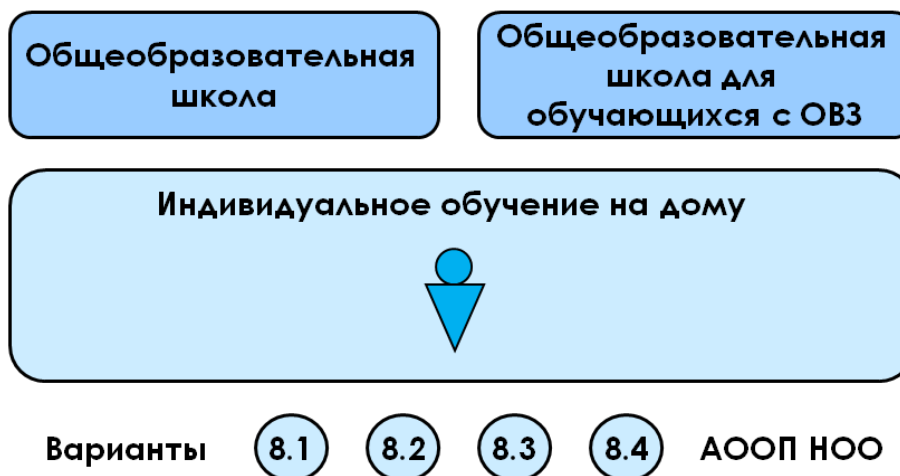 Общеобразовательная
школа
Общеобразовательная
школа для
обучающихся с ОВЗ
Индивидуальное обучение на дому
Варианты 8.1 8.2 8.3 8.4 АООП НОО